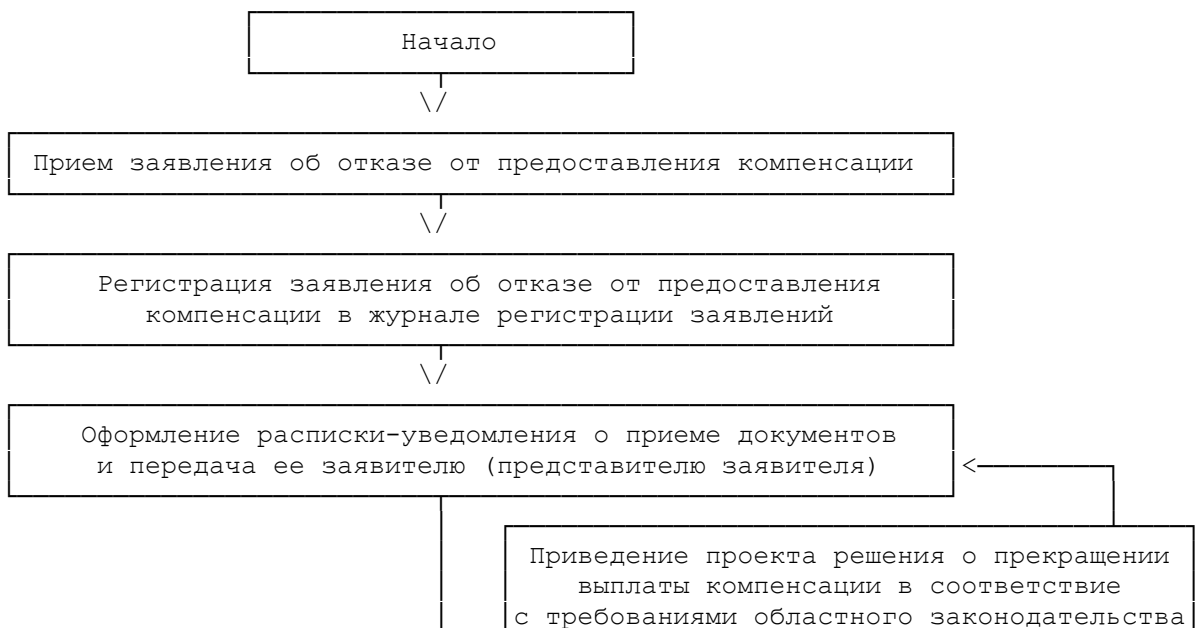 Начало
Прием заявления об отказе от предоставления компенсации
Регистрация заявления об отказе от предоставления
компенсации в журнале регистрации заявлений
Оформление расписки-уведомления о приеме документов
и передача ее заявителю (представителю заявителя)
Приведение проекта решения о прекращении
выплаты компенсации в соответствие
с требованиями областного законодательства